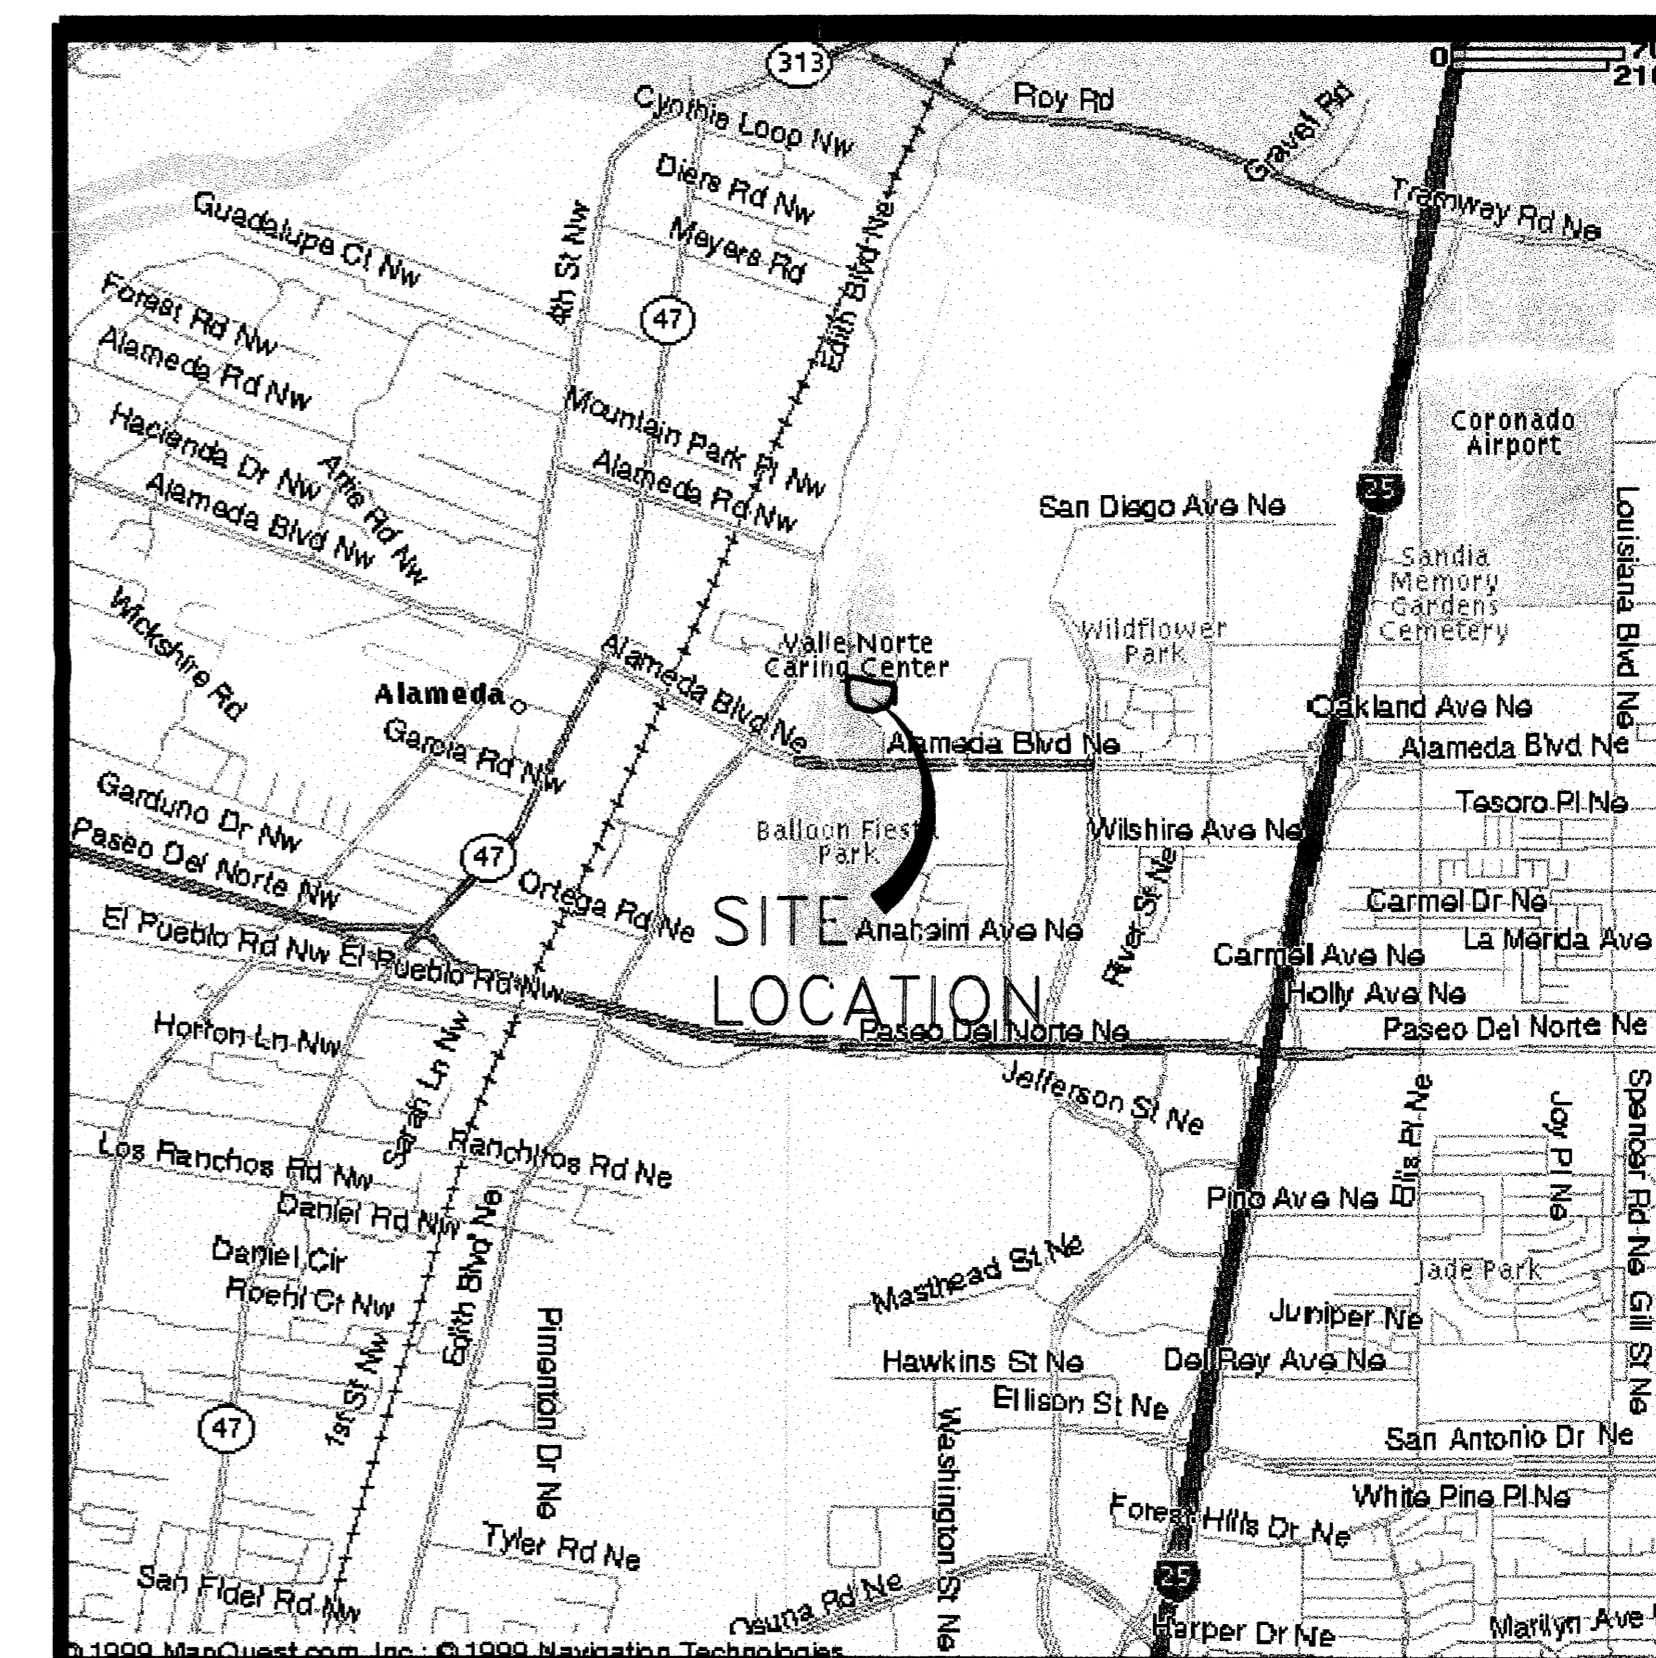 313
Roy Rd
Gravel Rd
0
Cynthia Loop Nw
Diers Rd Nw
Meyers Rd
Tramway Rd Ne
Guadalupe Ct Nw
4th St Nw
Edith Blvd Ne
47
Forest Rd Nw
Alameda Rd Nw
Hacienda Dr Nw
Alameda Blvd Nw
Mountain Park Pl Nw
Alameda Rd Nw
Coronado
Airport
25
San Diego Ave Ne
Louisiana Blvd Ne
Sandia
Memory
Gardens
Cemetery
Wickshire Rd
Wildflower
Park
Valle Norte
Caring Center
Alameda Blvd Ne
Alameda
Garcia Rd Nw
Oakland Ave Ne
Alameda Blvd Ne
Alameda Blvd Ne
Garduno Dr Nw
Tesoro Pl Ne
Paseo Del Norte Nw
47
Balloon Fiesta
Park
Wilshire Ave Ne
River St Ne
Ortega Rd Ne
SITE
LOCATION
Anaheim Ave Ne
Carmel Dr Ne
La Merida Ave
Carmel Ave Ne
Holly Ave Ne
El Pueblo Rd Nw
El Pueblo Rd Nw
Paseo Del Norte Ne
Paseo Del Norte Ne
Horton Ln Nw
Sarah Ln Nw
Jefferson St Ne
Ellis Pl Ne
Joy Pl Ne
Spencer Rd Ne
Los Ranchos Rd Nw
Ranchitos Rd Ne
Daniel Rd Nw
Pino Ave Ne
Daniel Cir
Roehl Ct Nw
Edith Blvd Ne
Masthead St Ne
Jade Park
Juniper Ne
Gill St Ne
1st St Nw
Pimenton Dr Ne
Hawkins St Ne
Del Rey Ave Ne
Ellison St Ne
47
Washington St Ne
San Antonio Dr Ne
White Pine Pl Ne
Forest Hills Dr Ne
Tyler Rd Ne
25
San Fidel Rd Nw
Osuna Rd Ne
Harper Dr Ne
Marilyn Ave
© 1999 MapQuest.com, Inc.; © 1999 Navigation Technologies